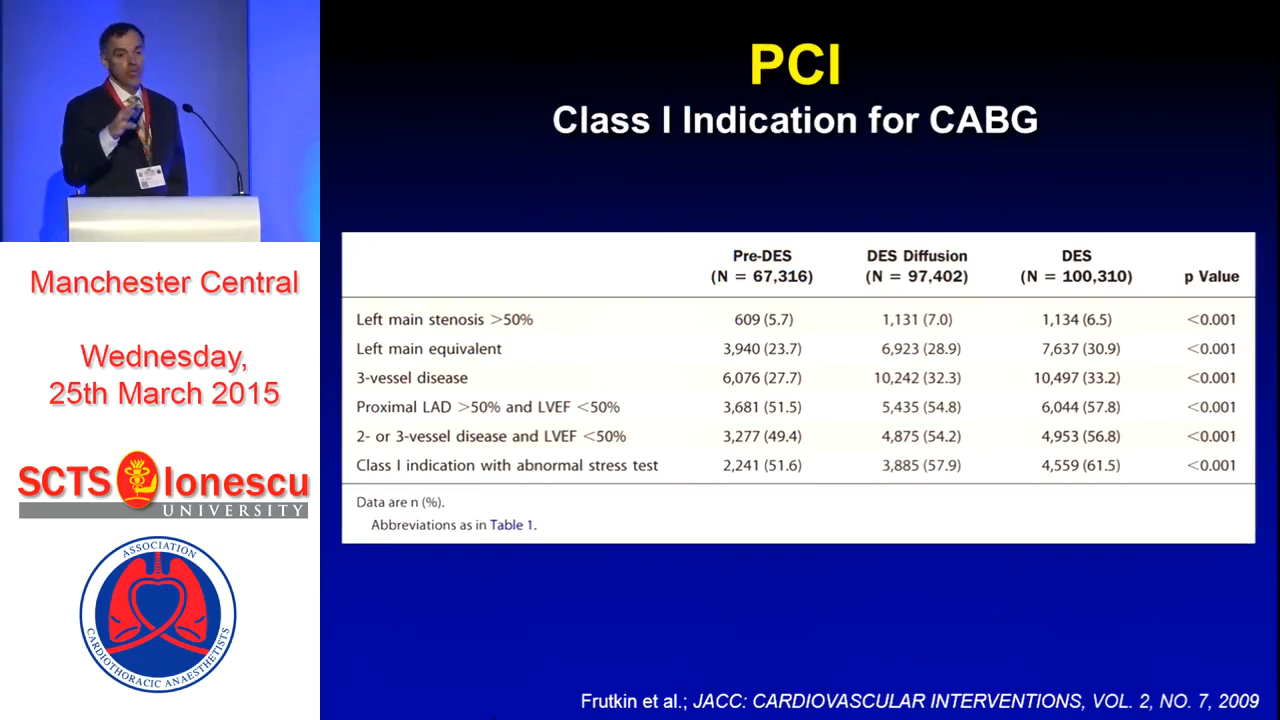 Manchester Central
Wednesday,
25th March 2015
SCTS Ionescu
UNIVERSITY
ASSOCIATION
CARDIOTHORACIC ANAESTHETISTS
PCI
Class I Indication for CABG
Pre-DES DES Diffusion DES
(N = 67,316) (N = 97,402) (N = 100,310) p Value
Left main stenosis >50% 609 (5.7) 1,131 (7.0) 1,134 (6.5) <0.001
Left main equivalent 3,940 (23.7) 6,923 (28.9) 7,637 (30.9) <0.001
3-vessel disease 6,076 (27.7) 10,242 (32.3) 10,497 (33.2) <0.001
Proximal LAD >50% and LVEF <50% 3,681 (51.5) 5,435 (54.8) 6,044 (57.8) <0.001
2- or 3-vessel disease and LVEF <50% 3,277 (49.4) 4,875 (54.2) 4,953 (56.8) <0.001
Class I indication with abnormal stress test 2,241 (51.6) 3,885 (57.9) 4,559 (61.5) <0.001
Data are n (%).
Abbreviations as in Table 1.
Frutkin et al.; JACC: CARDIOVASCULAR INTERVENTIONS, VOL. 2, NO. 7, 2009